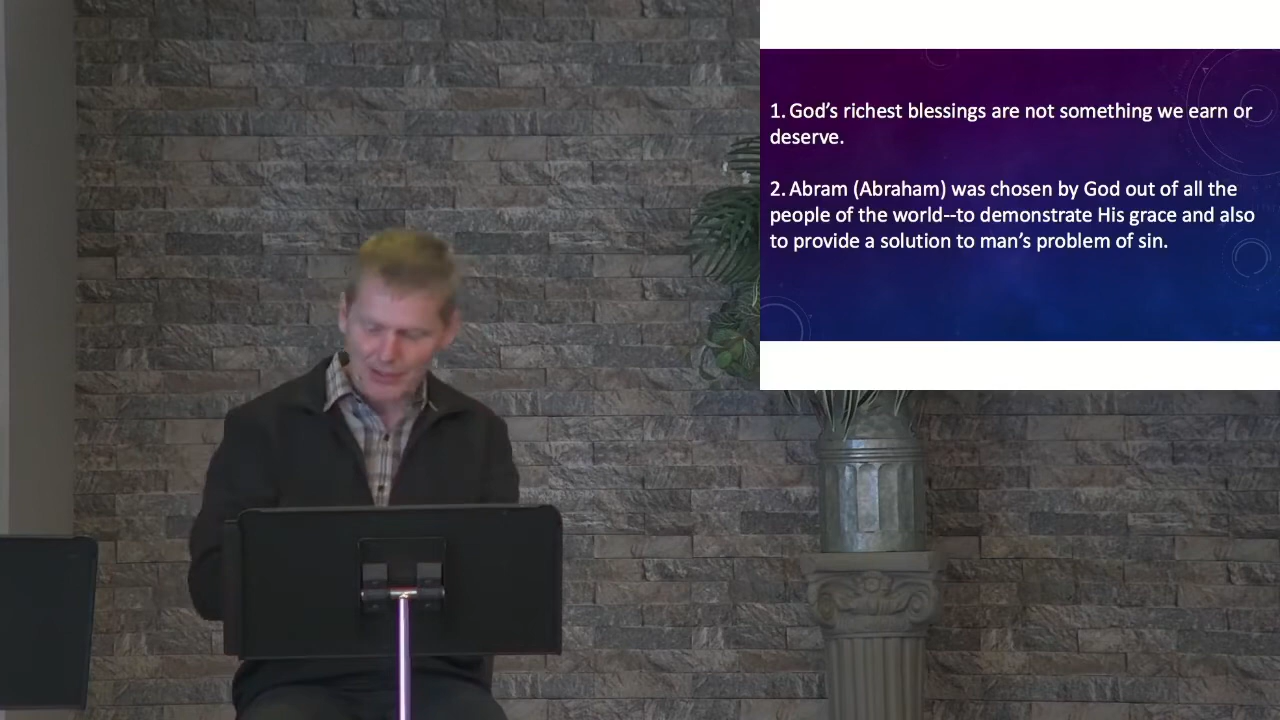 1. God’s richest blessings are not something we earn or
deserve.
2. Abram (Abraham) was chosen by God out of all the
people of the world--to demonstrate His grace and also
to provide a solution to man’s problem of sin.